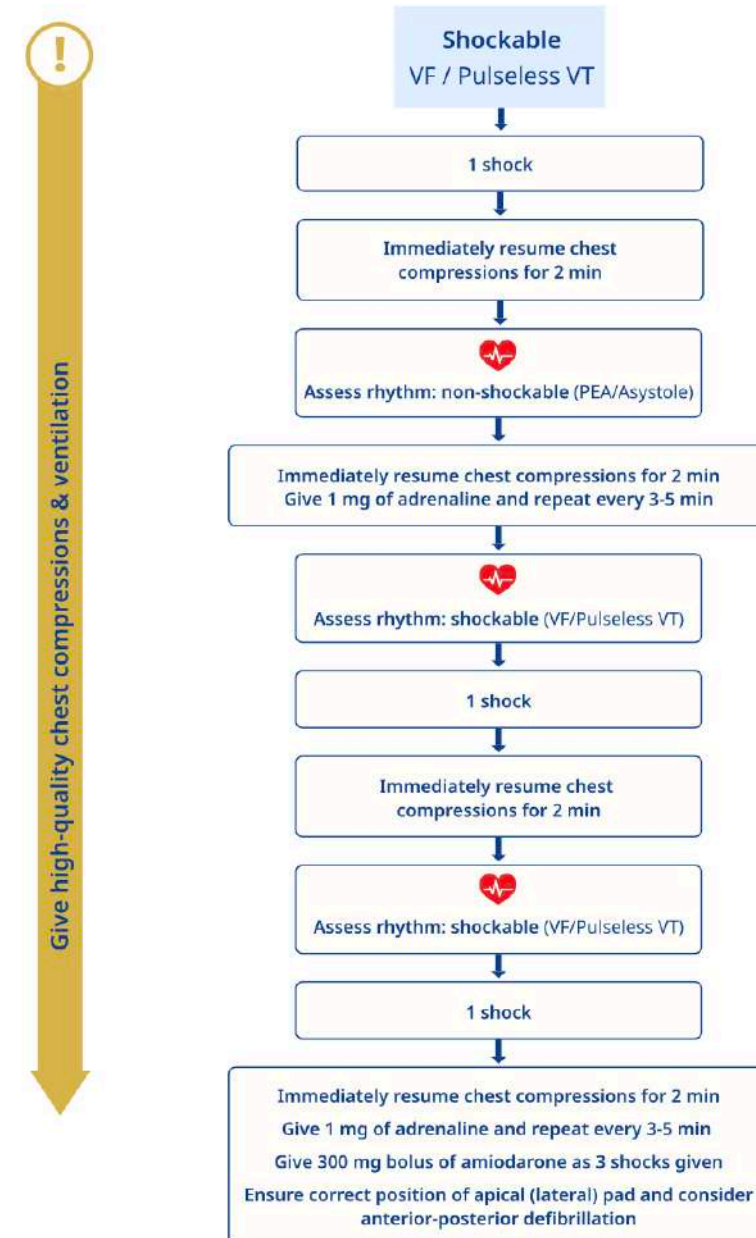 !
Give high-quality chest compressions & ventilation
Shockable
VF / Pulseless VT
1 shock
Immediately resume chest
compressions for 2 min
Assess rhythm: non-shockable (PEA/Asystole)
Immediately resume chest compressions for 2 min
Give 1 mg of adrenaline and repeat every 3-5 min
Assess rhythm: shockable (VF/Pulseless VT)
1 shock
Immediately resume chest
compressions for 2 min
Assess rhythm: shockable (VF/Pulseless VT)
1 shock
Immediately resume chest compressions for 2 min
Give 1 mg of adrenaline and repeat every 3-5 min
Give 300 mg bolus of amiodarone as 3 shocks given
Ensure correct position of apical (lateral) pad and consider
anterior-posterior defibrillation